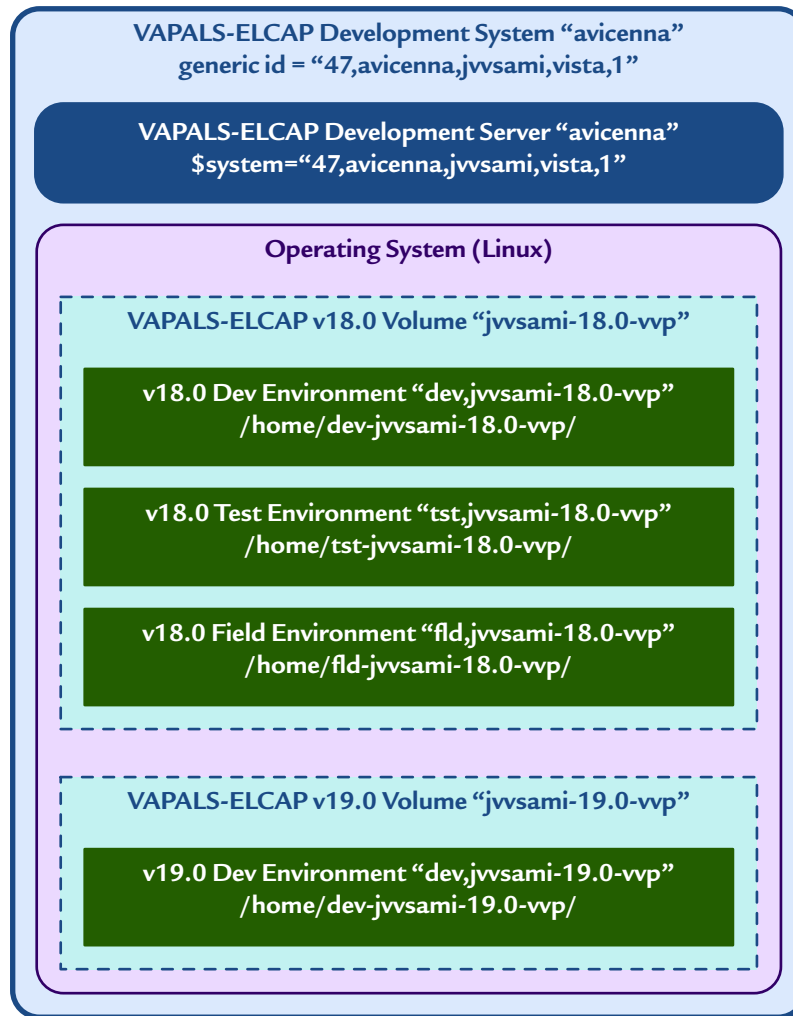 VAPALS-ELCAP Development System “avicenna”
generic id = “47,avicenna,jvvsami,vista,1”
VAPALS-ELCAP Development Server “avicenna”
$system=“47,avicenna,jvvsami,vista,1”
Operating System (Linux)
VAPALS-ELCAP v18.0 Volume “jvvsami-18.0-vvp”
v18.0 Dev Environment “dev,jvvsami-18.0-vvp”
/home/dev-jvvsami-18.0-vvp/
v18.0 Test Environment “tst,jvvsami-18.0-vvp”
/home/tst-jvvsami-18.0-vvp/
v18.0 Field Environment “fld,jvvsami-18.0-vvp”
/home/fld-jvvsami-18.0-vvp/
VAPALS-ELCAP v19.0 Volume “jvvsami-19.0-vvp”
v19.0 Dev Environment “dev,jvvsami-19.0-vvp”
/home/dev-jvvsami-19.0-vvp/